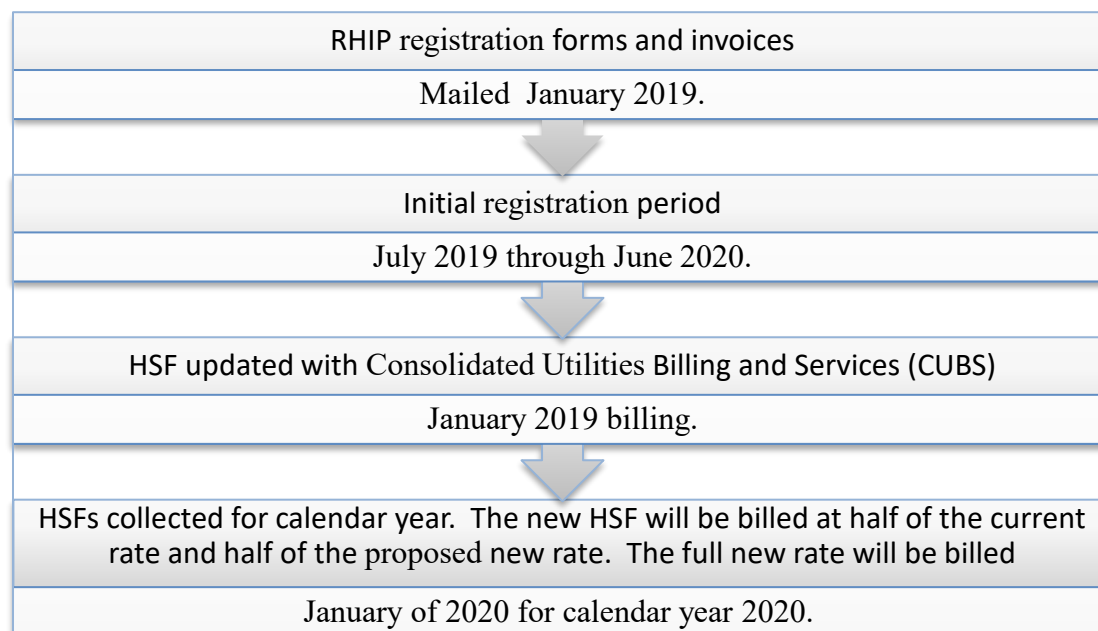 RHIP registration forms and invoices
Mailed  January 2019.
Initial registration period
July 2019 through June 2020.
HSF updated with Consolidated Utilities Billing and Services (CUBS)
January 2019 billing.
HSFs collected for calendar year.  The new HSF will be billed at half of the current
rate and half of the proposed new rate.  The full new rate will be billed
January of 2020 for calendar year 2020.